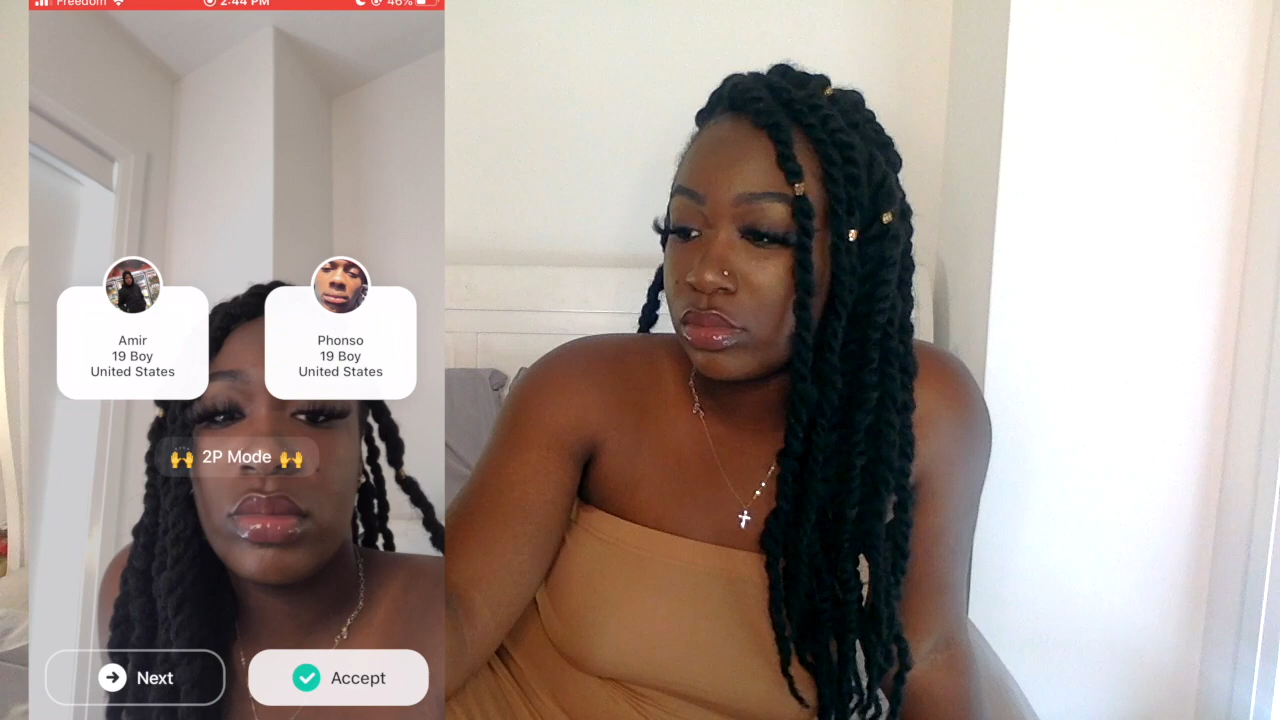 Freedom 2:44 PM 46%
Amir
19 Boy
United States
Phonso
19 Boy
United States
🙌 2P Mode 🙌
Next
Accept